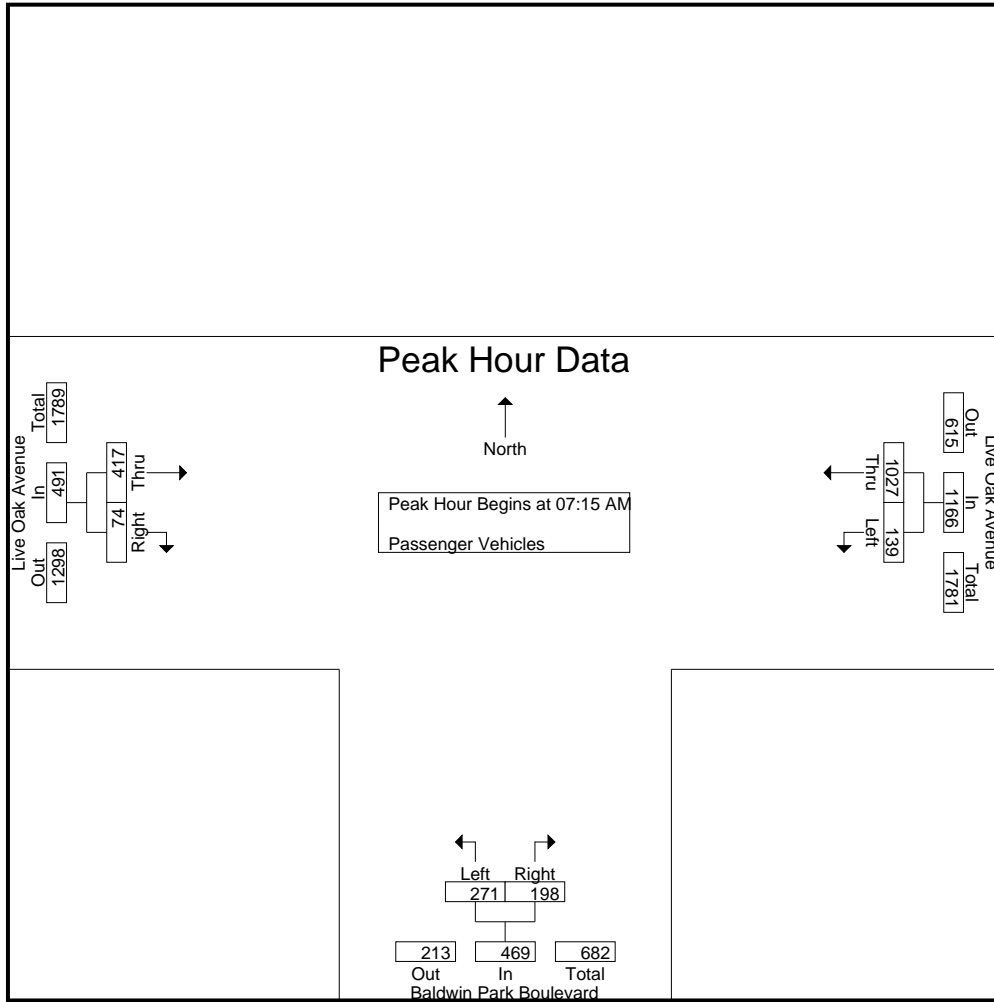 Peak Hour Data
North
Peak Hour Begins at 07:15 AM
Passenger Vehicles
Live Oak Avenue
Total
1789
In
491
Out
1298
Thru
417
Right
74
Live Oak Avenue
Out
615
In
1166
Total
1781
Thru
1027
Left
139
Left Right
271 198
213 469 682
Out In Total
Baldwin Park Boulevard